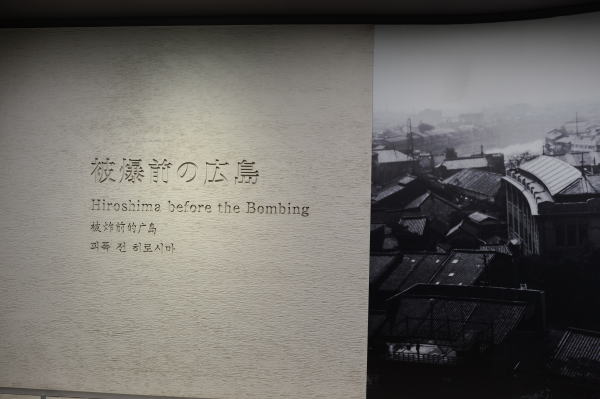 被爆前の広島
Hiroshima before the Bombing
被炸前的广岛
피폭 전 히로시마